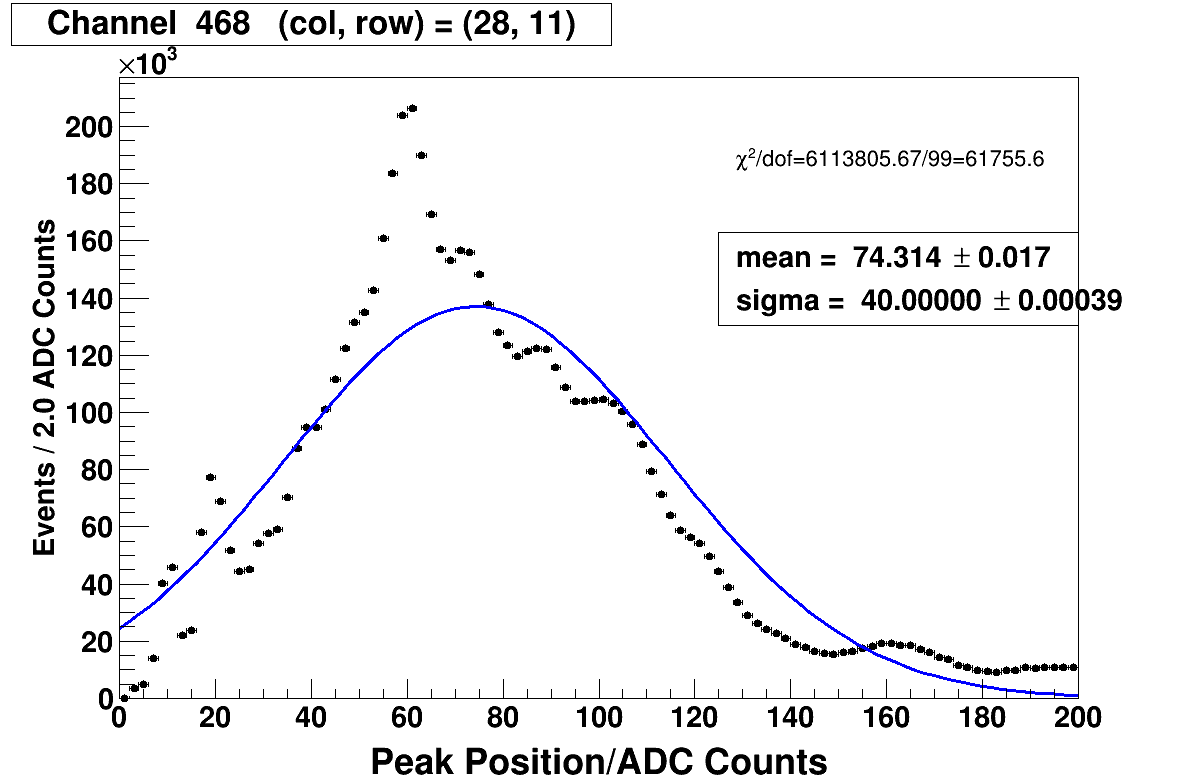 Channel 468 (col, row) = (28, 11)
×10³
200
180
160
140
120
100
80
60
40
20
0
Events / 2.0 ADC Counts
χ²/dof=6113805.67/99=61755.6
mean = 74.314 ± 0.017
sigma = 40.00000 ± 0.00039
0 20 40 60 80 100 120 140 160 180 200
Peak Position/ADC Counts